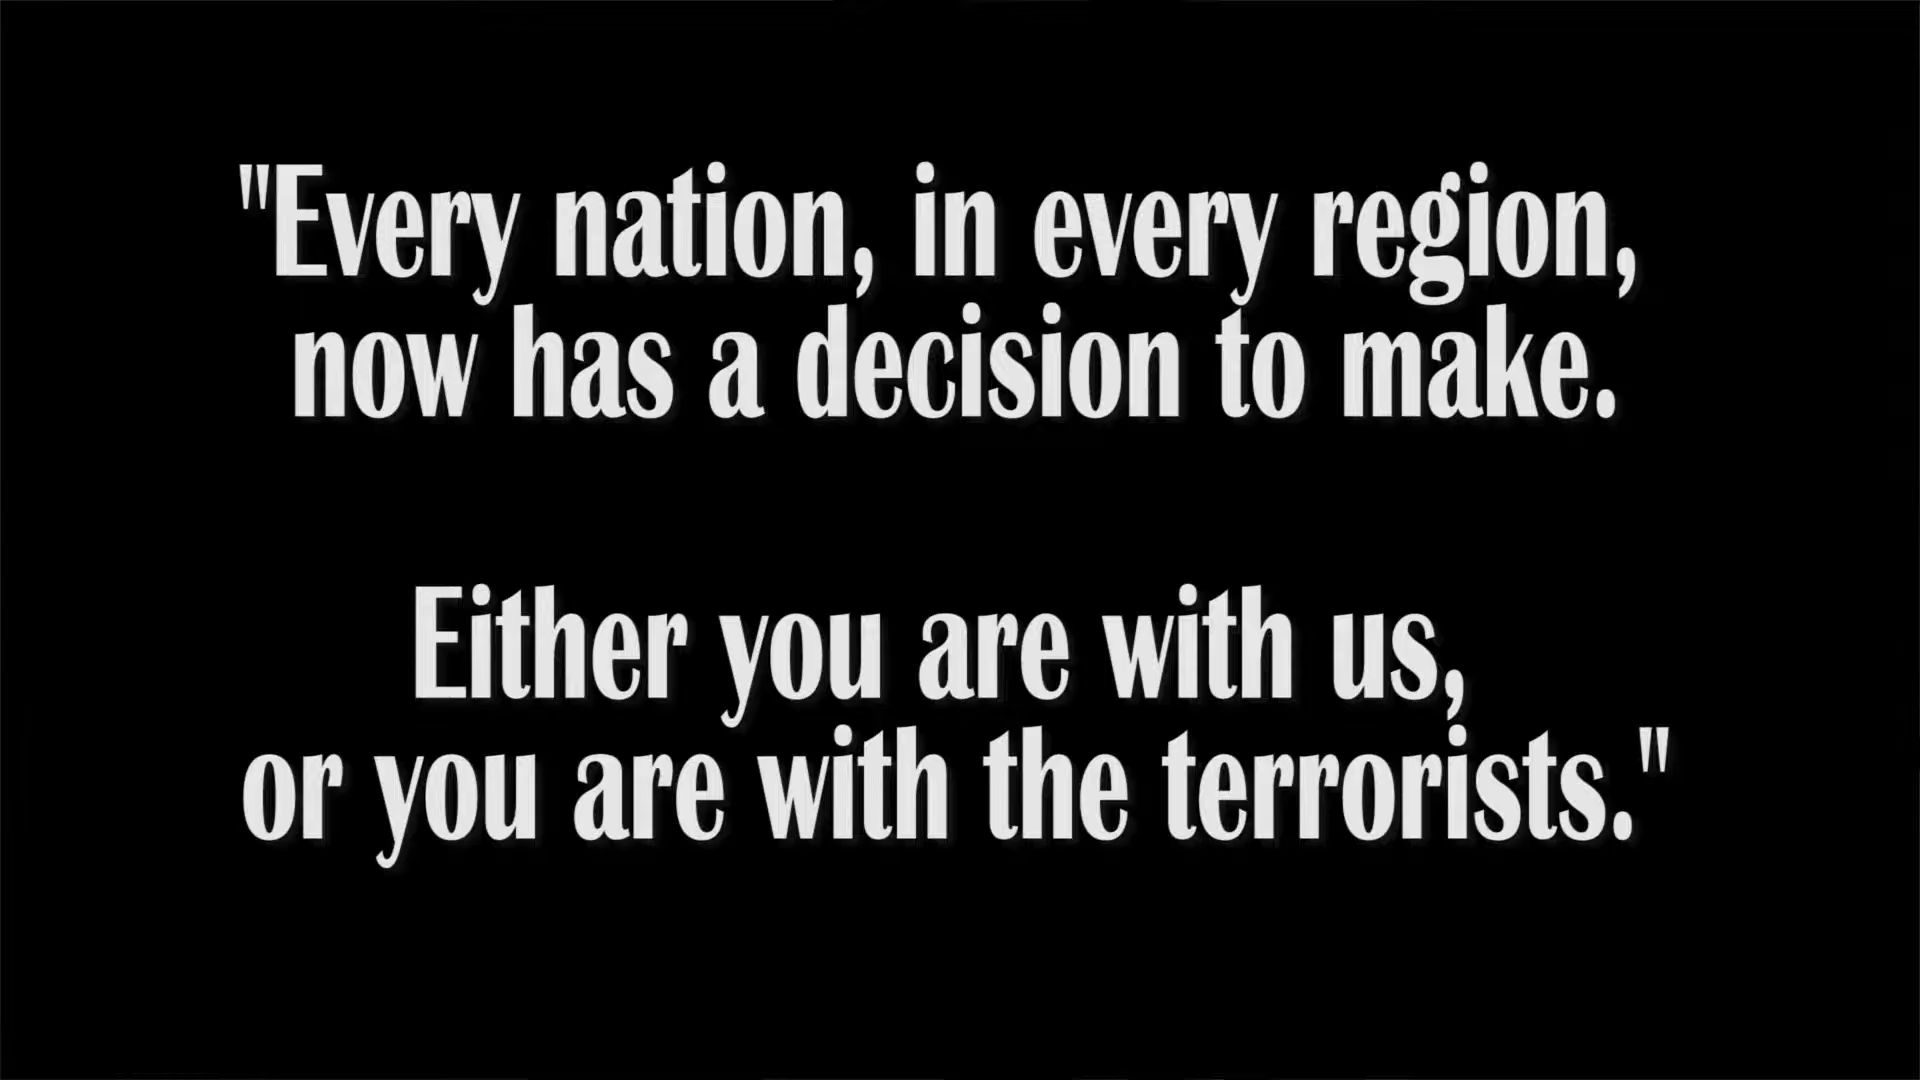 "Every nation, in every region,
now has a decision to make.
Either you are with us,
or you are with the terrorists."